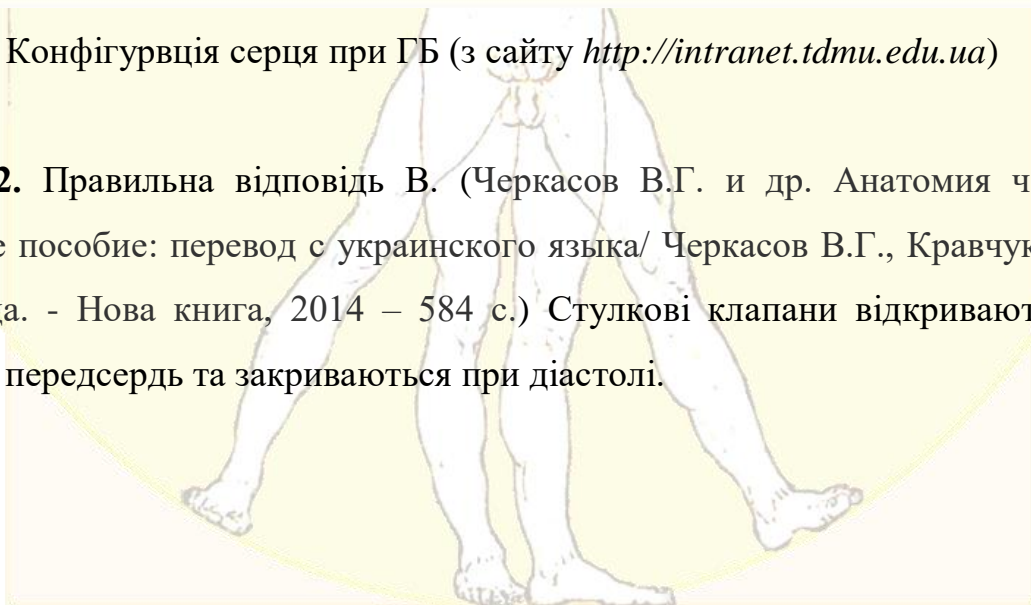 Конфігурвція серця при ГБ (з сайту http://intranet.tdmu.edu.ua)
2. Правильна відповідь В. (Черкасов В.Г. и др. Анатомия ч
е пособие: перевод с украинского языка/ Черкасов В.Г., Кравчук
да. - Нова книга, 2014 – 584 с.) Стулкові клапани відкривают
передсердь та закриваються при діастолі.